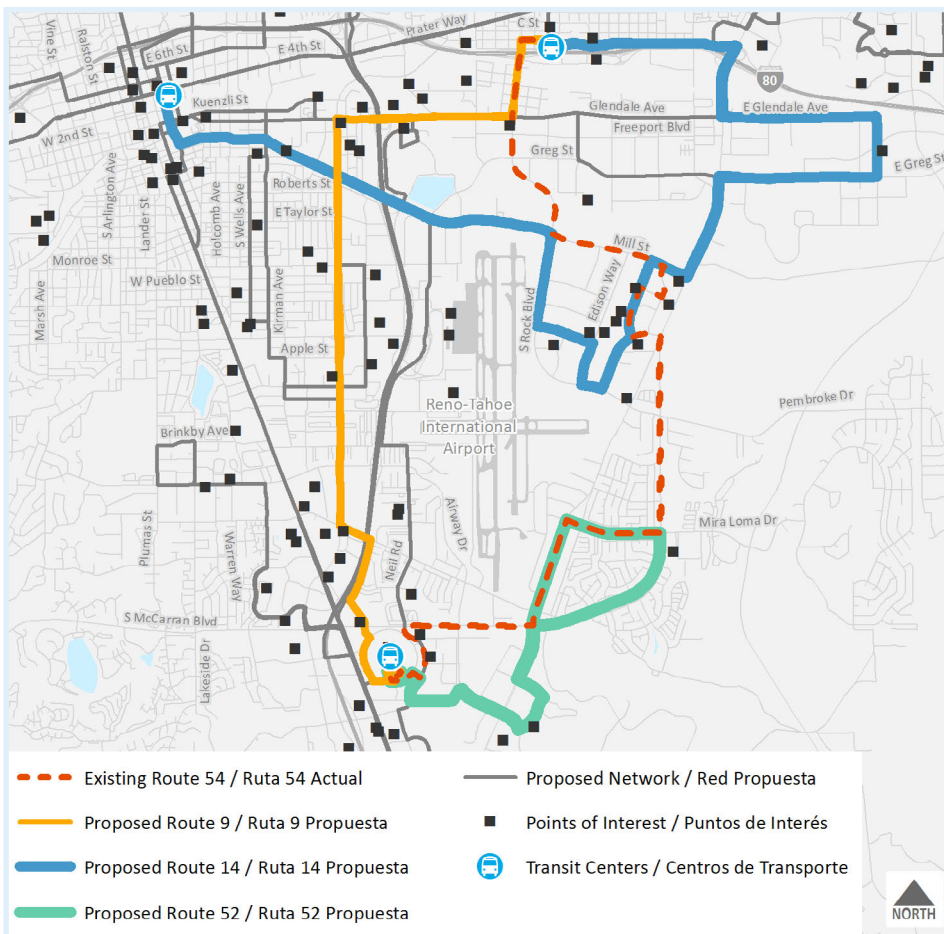 Vine St
Ralston St
E 6th St
E 4th St
Prater Way
C St
80
Kuenzli St
W 2nd St
Glendale Ave
E Glendale Ave
Freeport Blvd
Greg St
E Greg St
S Arlington Ave
Lander St
Holcomb Ave
S Wells Ave
Roberts St
E Taylor St
Mill St
Monroe St
W Pueblo St
Marsh Ave
Kirman Ave
Edison Way
S Rock Blvd
Apple St
Reno-Tahoe
International
Airport
Pembroke Dr
Brinkby Ave
Plumas St
Warren Way
Neil Rd
Airway Dr
Mira Loma Dr
S McCarran Blvd
Lakeside Dr
Existing Route 54 / Ruta 54 Actual
Proposed Route 9 / Ruta 9 Propuesta
Proposed Route 14 / Ruta 14 Propuesta
Proposed Route 52 / Ruta 52 Propuesta
Proposed Network / Red Propuesta
Points of Interest / Puntos de Interés
Transit Centers / Centros de Transporte
NORTH